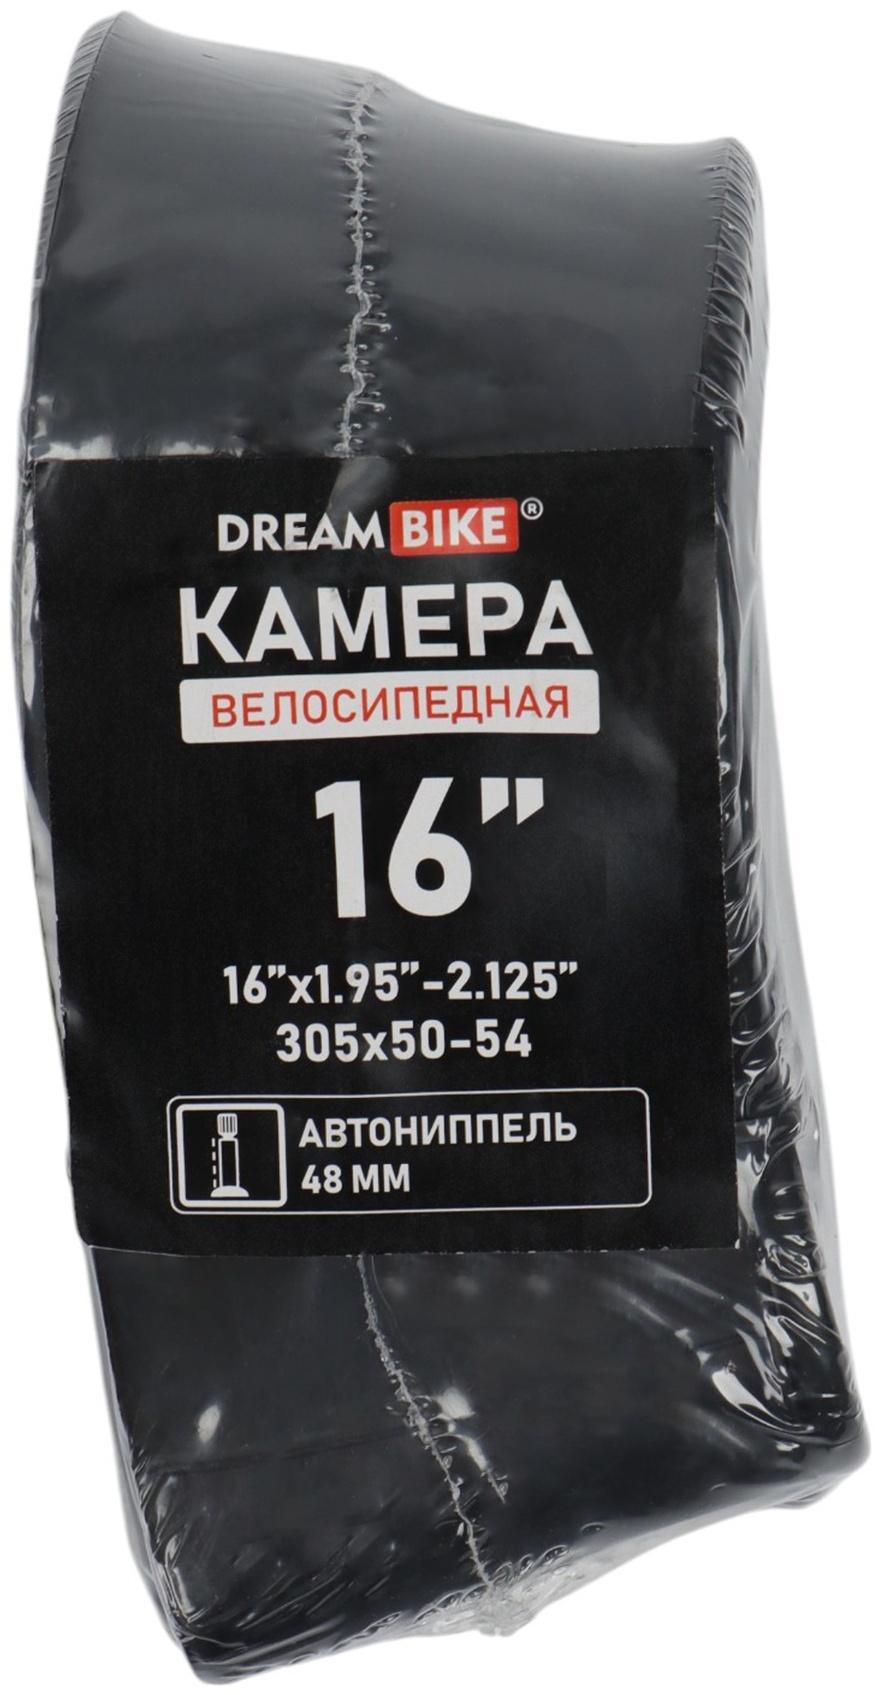 DREAM BIKE®
КАМЕРА
ВЕЛОСИПЕДНАЯ
16”
16”x1.95”-2.125”
305x50-54
АВТОНИППЕЛЬ
48 ММ